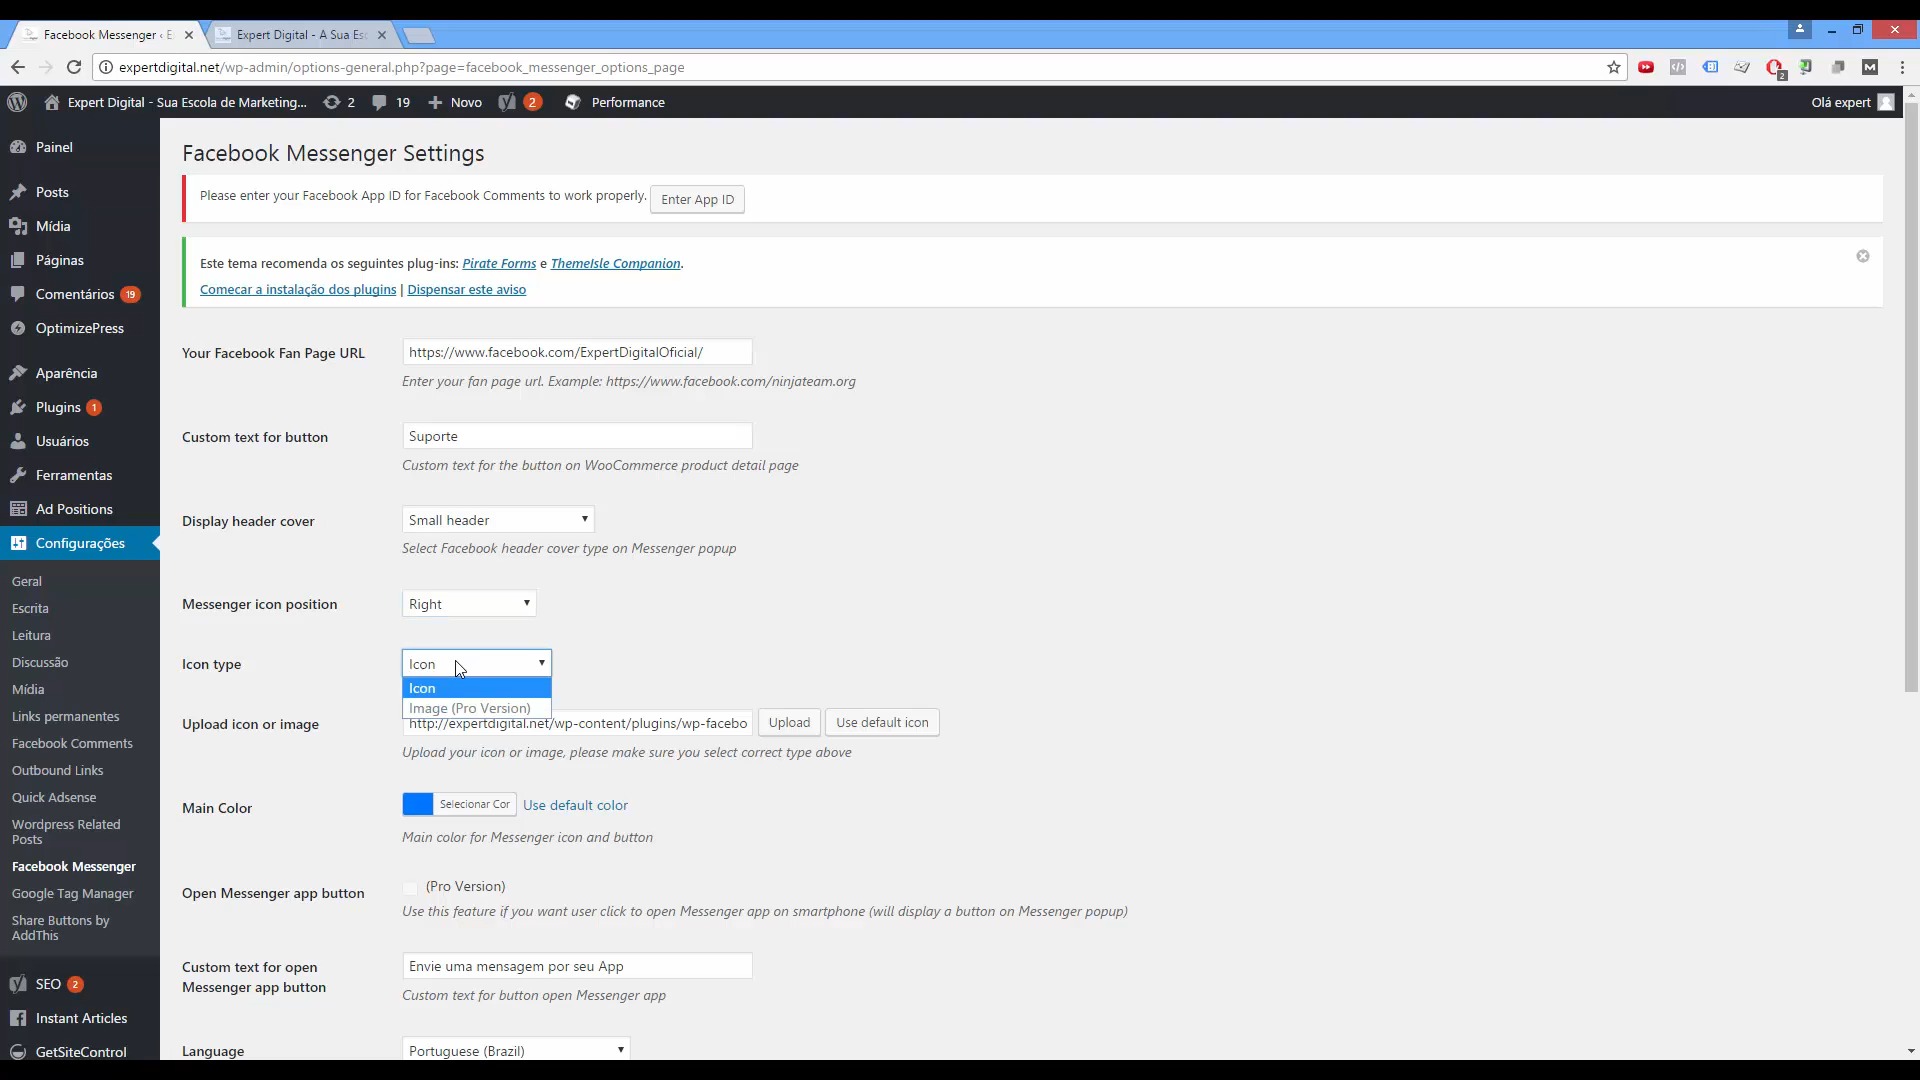 Facebook Messenger ‹ E
Expert Digital - A Sua Es
expertdigital.net/wp-admin/options-general.php?page=facebook_messenger_options_page
2
M
Expert Digital - Sua Escola de Marketing...
2
19
Novo
2
Performance
Olá expert
Painel
Posts
Mídia
Páginas
Comentários 19
OptimizePress
Aparência
Plugins 1
Usuários
Ferramentas
Ad Positions
Configurações
Geral
Escrita
Leitura
Discussão
Mídia
Links permanentes
Facebook Comments
Outbound Links
Quick Adsense
Wordpress Related
Posts
Facebook Messenger
Google Tag Manager
Share Buttons by
AddThis
SEO 2
Instant Articles
GetSiteControl
Facebook Messenger Settings
Please enter your Facebook App ID for Facebook Comments to work properly. Enter App ID
Este tema recomenda os seguintes plug-ins: Pirate Forms e ThemeIsle Companion.
Comecar a instalação dos plugins | Dispensar este aviso
Your Facebook Fan Page URL
https://www.facebook.com/ExpertDigitalOficial/
Enter your fan page url. Example: https://www.facebook.com/ninjateam.org
Custom text for button
Suporte
Custom text for the button on WooCommerce product detail page
Display header cover
Small header
Select Facebook header cover type on Messenger popup
Messenger icon position
Right
Icon type
Icon
Icon
Image (Pro Version)
Upload icon or image
http://expertdigital.net/wp-content/plugins/wp-facebo
Upload
Use default icon
Upload your icon or image, please make sure you select correct type above
Main Color
Selecionar Cor
Use default color
Main color for Messenger icon and button
Open Messenger app button
(Pro Version)
Use this feature if you want user click to open Messenger app on smartphone (will display a button on Messenger popup)
Custom text for open
Messenger app button
Envie uma mensagem por seu App
Custom text for button open Messenger app
Language
Portuguese (Brazil)